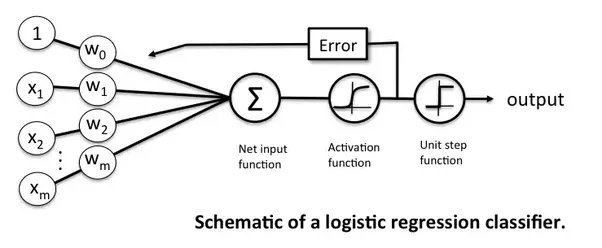 1
w0
Error
x1
w1
Σ
output
x2
w2
⋮
xm
wm
Net input
function
Activation
function
Unit step
function
Schematic of a logistic regression classifier.